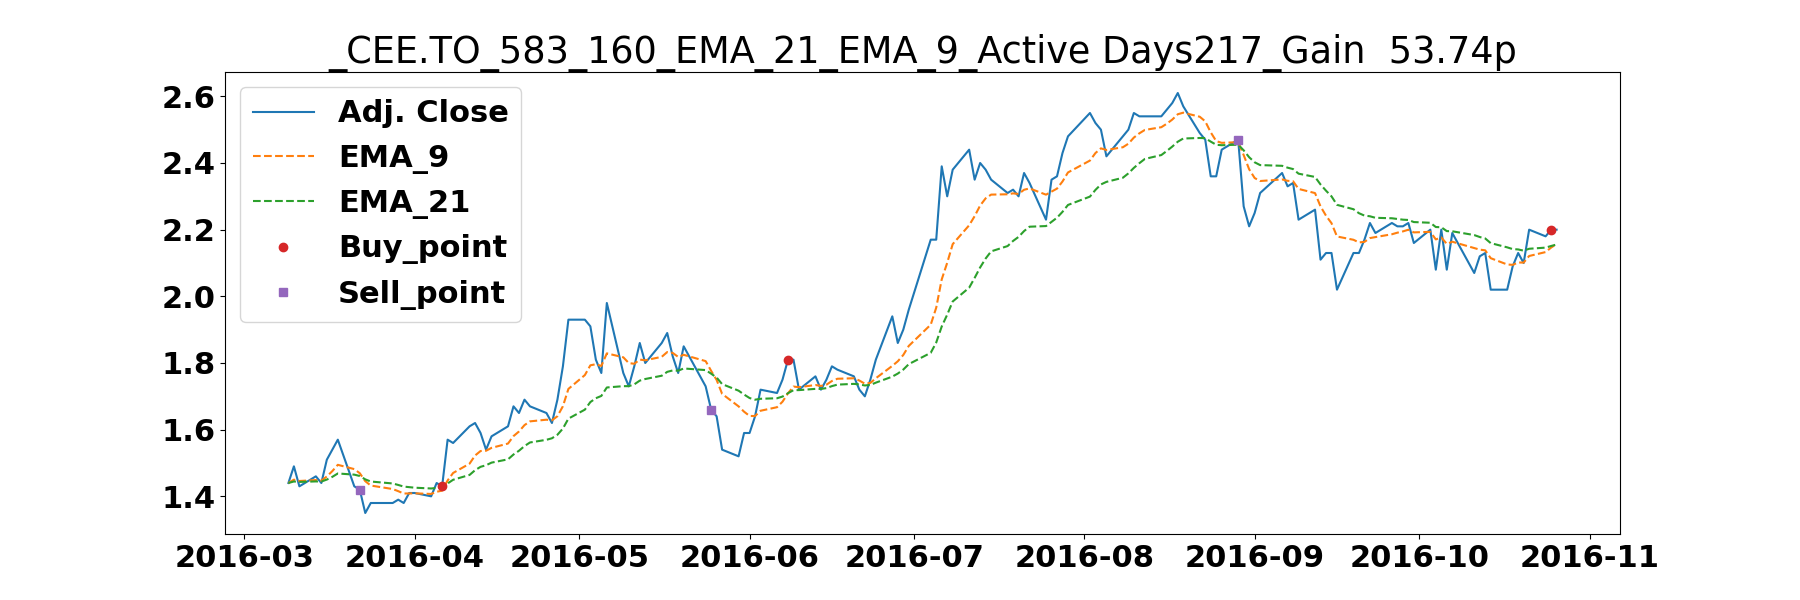 _CEE.TO_583_160_EMA_21_EMA_9_Active Days217_Gain  53.74p
Adj. Close
EMA_9
EMA_21
Buy_point
Sell_point
2.6
2.4
2.2
2.0
1.8
1.6
1.4
2016-03 2016-04 2016-05 2016-06 2016-07 2016-08 2016-09 2016-10 2016-11